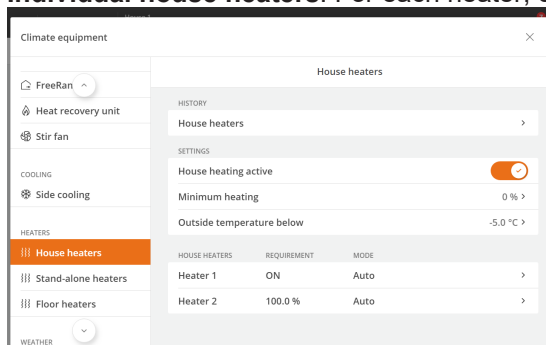 Climate equipment
House heaters
FreeRan
Heat recovery unit
Stir fan
COOLING
Side cooling
HEATERS
House heaters
Stand-alone heaters
Floor heaters
WEATHER
HISTORY
House heaters
SETTINGS
House heating active
Minimum heating 0 %
Outside temperature below -5.0 °C
HOUSE HEATERS REQUIREMENT MODE
Heater 1 ON Auto
Heater 2 100.0 % Auto